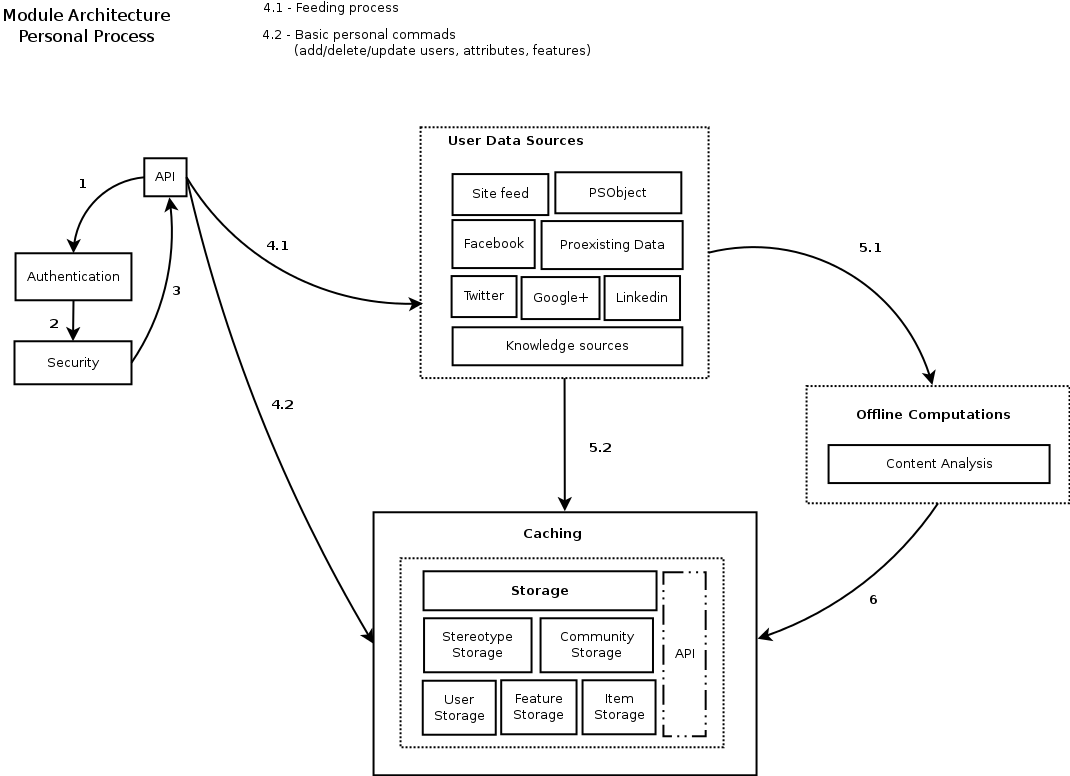 Module Architecture
Personal Process
4.1 - Feeding process
4.2 - Basic personal commads
(add/delete/update users, attributes, features)
User Data Sources
API
1
Site feed
PSObject
Facebook
Proexisting Data
4.1
5.1
Authentication
3
Twitter
Google+
Linkedin
2
Security
Knowledge sources
4.2
5.2
Offline Computations
Content Analysis
Caching
Storage
6
Stereotype
Storage
Community
Storage
API
User
Storage
Feature
Storage
Item
Storage